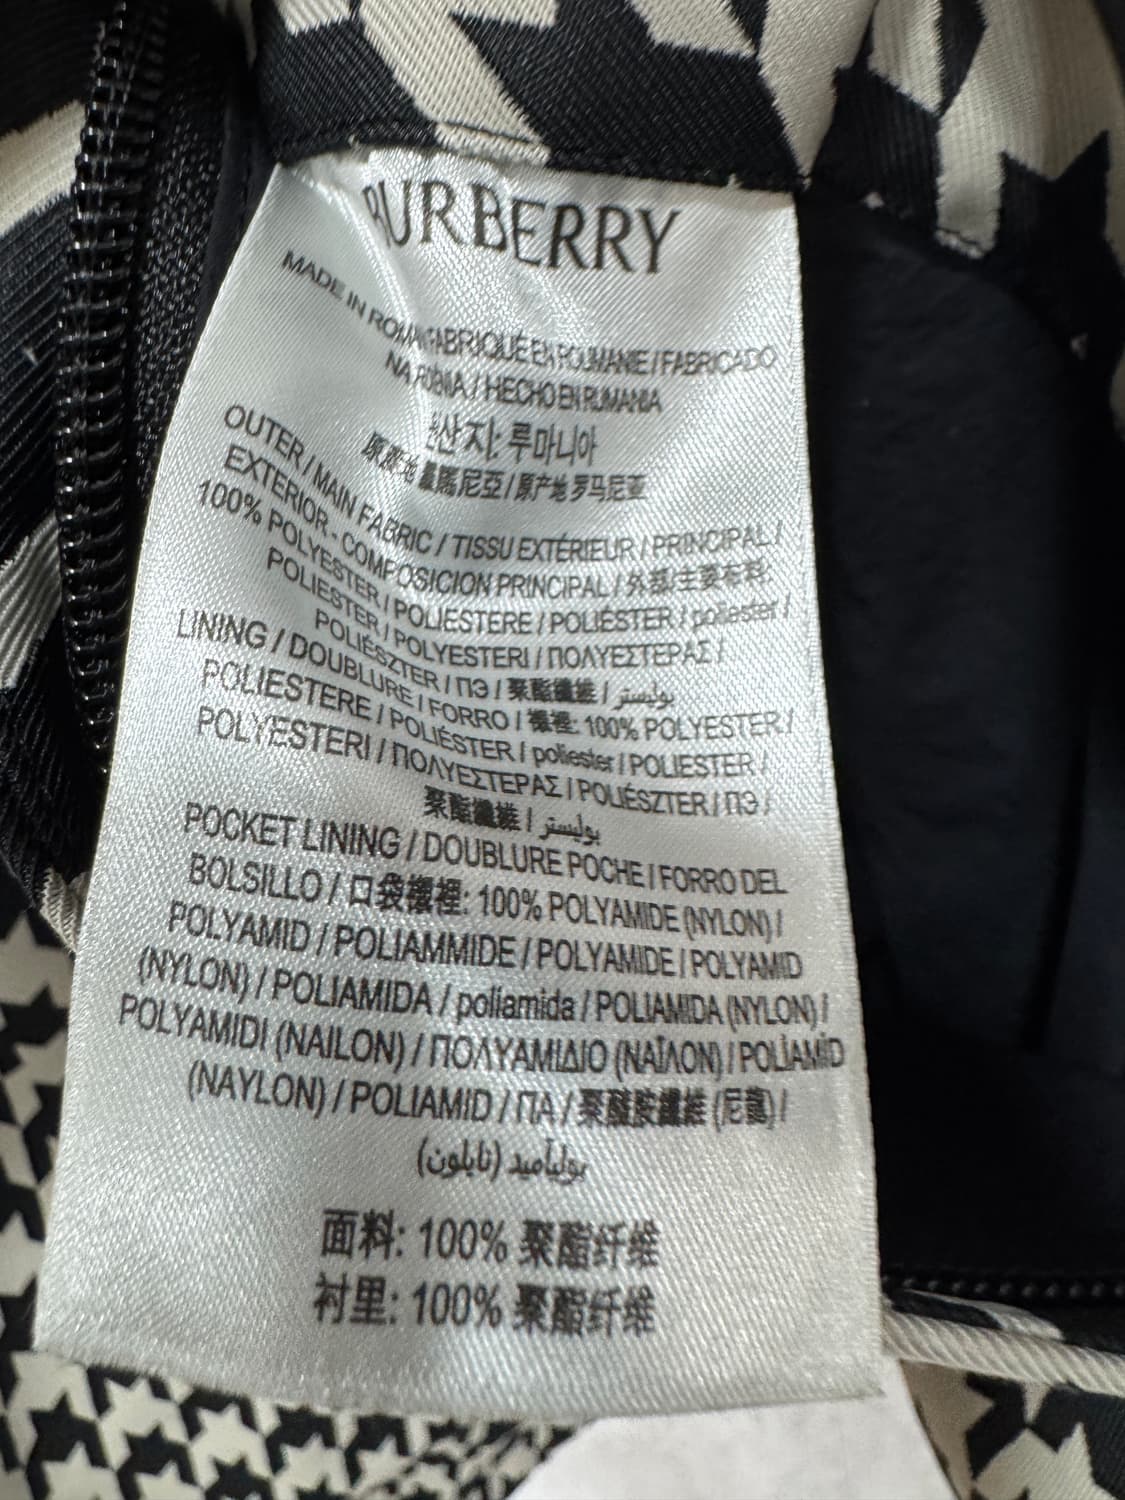 BURBERRY
MADE IN ROMANIA / FABRIQUÉ EN ROUMANIE / FABRICADO
NA ROÉNIA / HECHO EN RUMANIA
원산지: 루마니아
原產地 羅馬尼亞 / 原产地 罗马尼亚
OUTER / MAIN FABRIC / TISSU EXTÉRIEUR / PRINCIPAL /
EXTERIOR - COMPOSICION PRINCIPAL / 外部/主要布料:
100% POLYESTER / POLIESTERE / POLIÉSTER / poliester /
POLIESTER / POLYESTERI / ΠΟΛΥΕΣΤΕΡΑΣ /
POLIÉSZTER / ПЭ / 聚酯纖維 / بوليستر
LINING / DOUBLURE / FORRO / 襯裡: 100% POLYESTER /
POLIESTERE / POLIÉSTER / poliester / POLIESTER /
POLYESTERI / ΠΟΛΥΕΣΤΕΡΑΣ / POLIÉSZTER / ПЭ /
聚酯纖維 / بوليستر
POCKET LINING / DOUBLURE POCHE / FORRO DEL
BOLSILLO / 口袋襯裡: 100% POLYAMIDE (NYLON) /
POLYAMID / POLIAMMIDE / POLYAMIDE / POLYAMID
(NYLON) / POLIAMIDA / poliamida / POLIAMIDA (NYLON) /
POLYAMIDI (NAILON) / ΠΟΛΥΑΜΙΔΙΟ (ΝΑΪΛΟΝ) / POLİAMİD
(NAYLON) / POLIAMID / ПА / 聚醯胺纖維 (尼龍) /
بوليأميد (نايلون)
面料: 100% 聚酯纤维
衬里: 100% 聚酯纤维